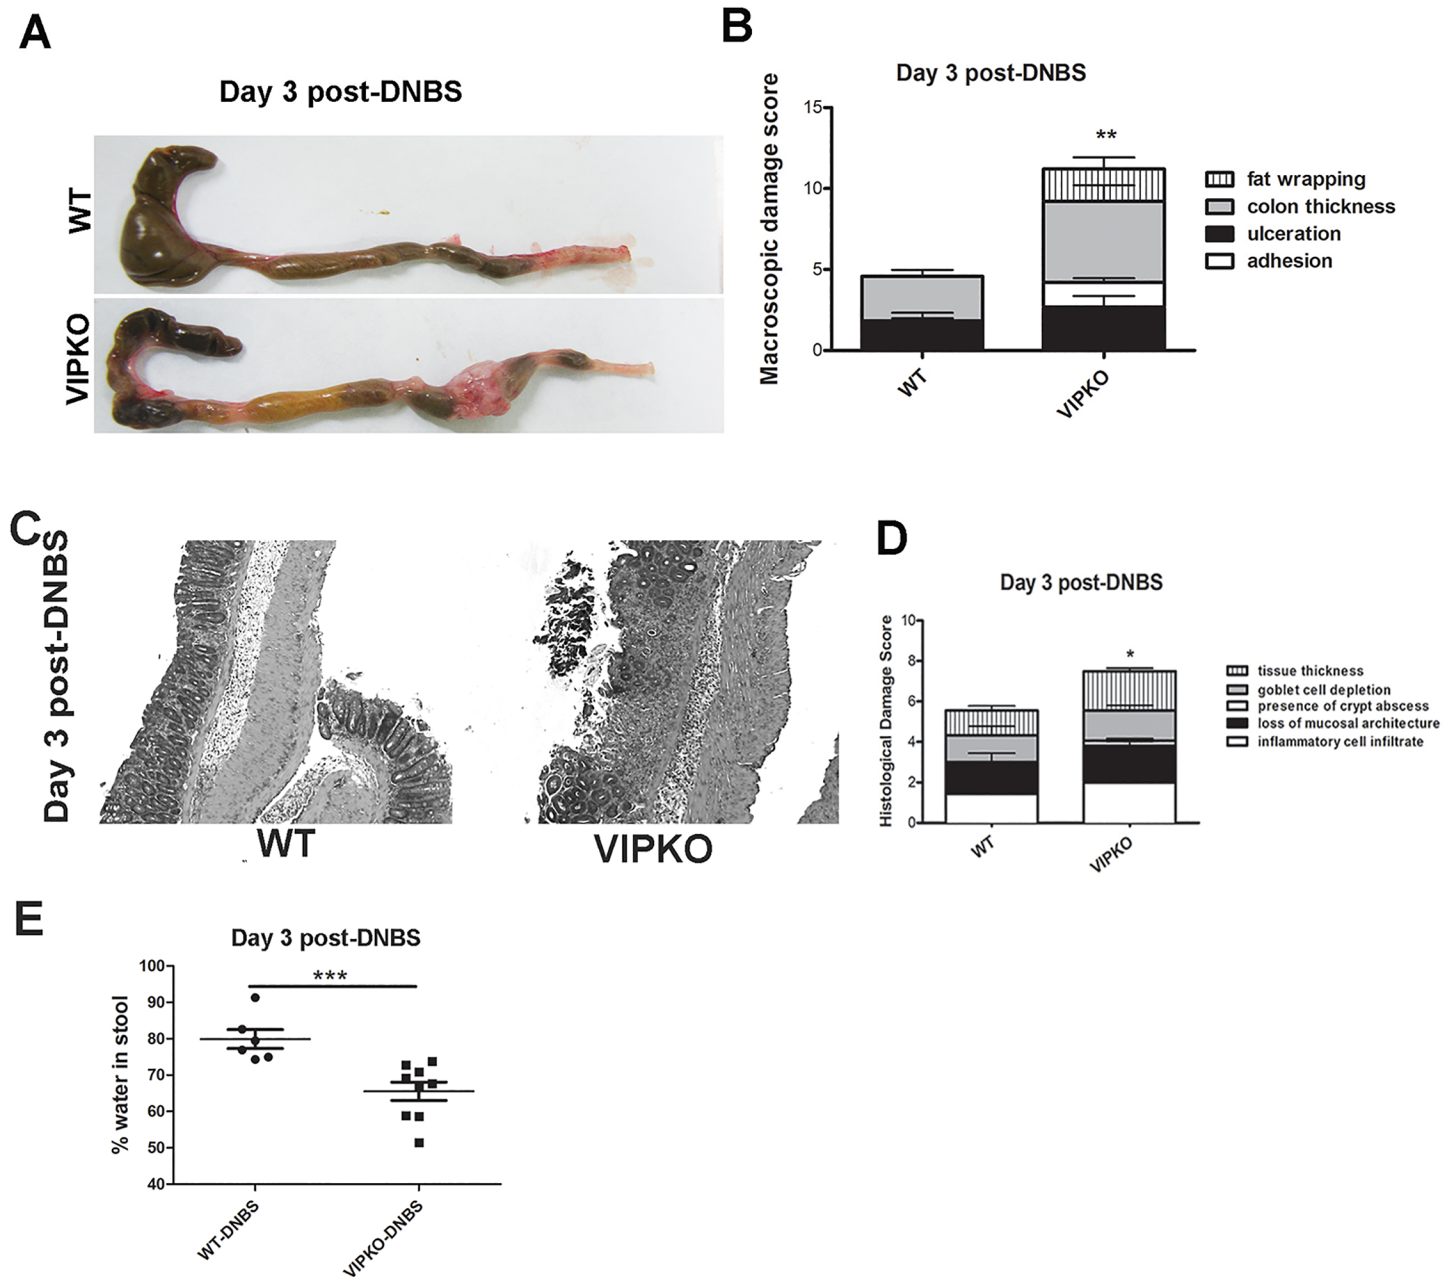 A
Day 3 post-DNBS
WT
VIPKO
B
Day 3 post-DNBS
Macroscopic damage score
15
10
5
0
**
WT
VIPKO
fat wrapping
colon thickness
ulceration
adhesion
C
Day 3 post-DNBS
WT
VIPKO
D
Day 3 post-DNBS
Histological Damage Score
10
8
6
4
2
0
*
WT
VIPKO
tissue thickness
goblet cell depletion
presence of crypt abscess
loss of mucosal architecture
inflammatory cell infiltrate
E
Day 3 post-DNBS
% water in stool
100
90
80
70
60
50
40
***
WT-DNBS
VIPKO-DNBS